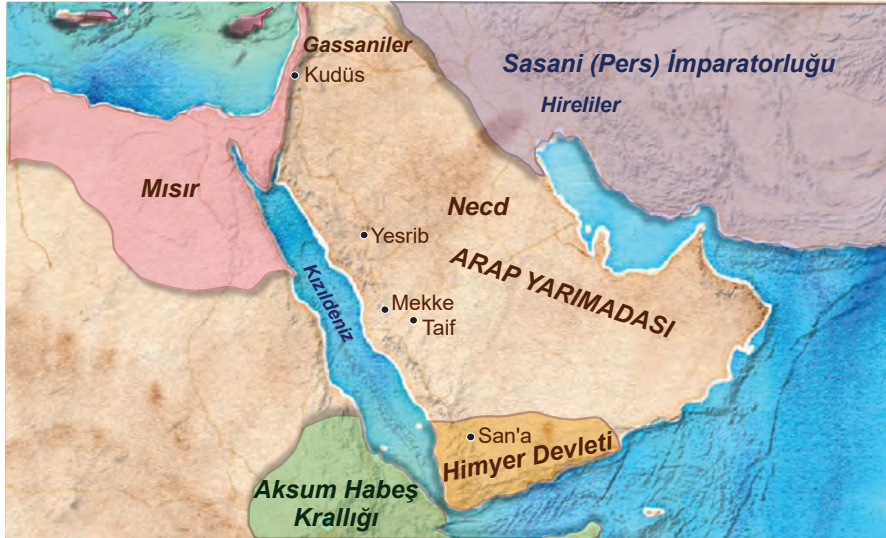 Gassaniler
Kudüs
Sasani (Pers) İmparatorluğu
Hireliler
Mısır
Necd
Yesrib
ARAP YARIMADASI
Kızıldeniz
Mekke
Taif
San'a
Himyer Devleti
Aksum Habeş
Krallığı